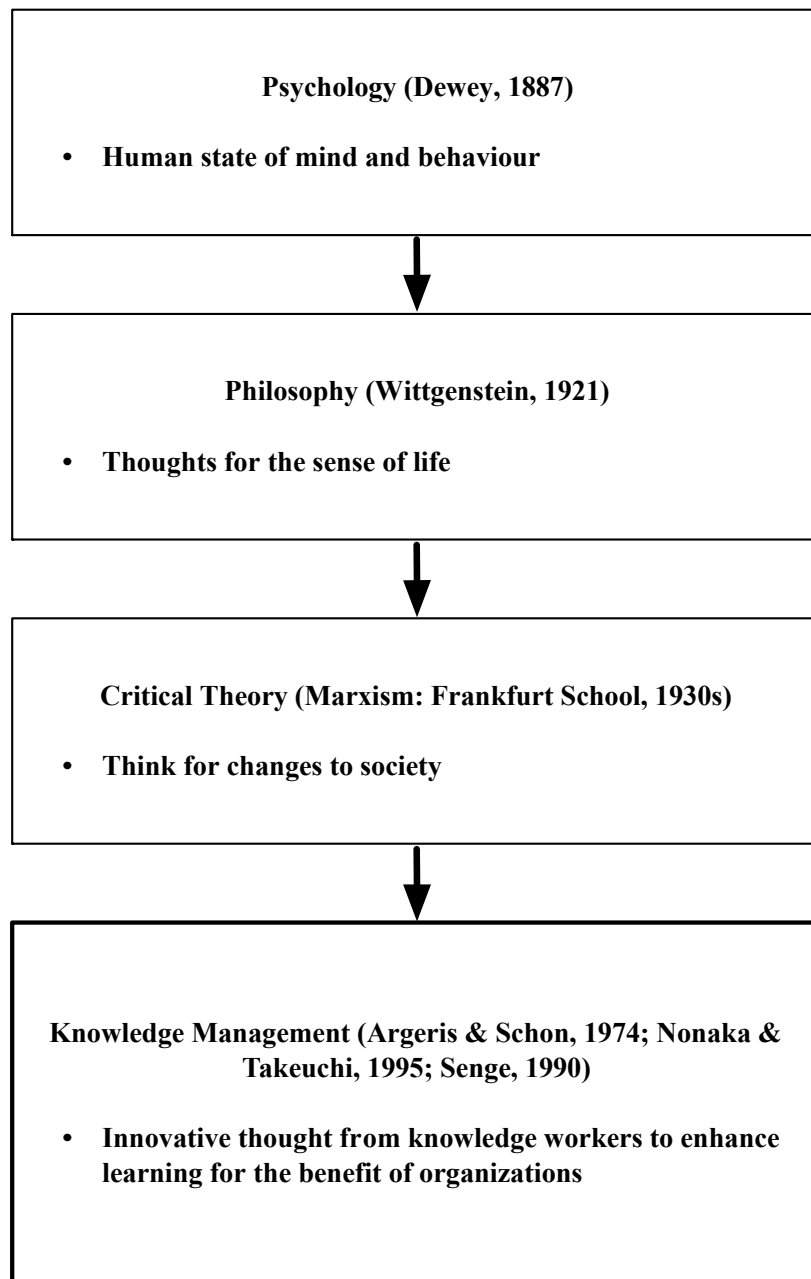 Psychology (Dewey, 1887)
• Human state of mind and behaviour
Philosophy (Wittgenstein, 1921)
• Thoughts for the sense of life
Critical Theory (Marxism: Frankfurt School, 1930s)
• Think for changes to society
Knowledge Management (Argeris & Schon, 1974; Nonaka &
Takeuchi, 1995; Senge, 1990)
• Innovative thought from knowledge workers to enhance
learning for the benefit of organizations